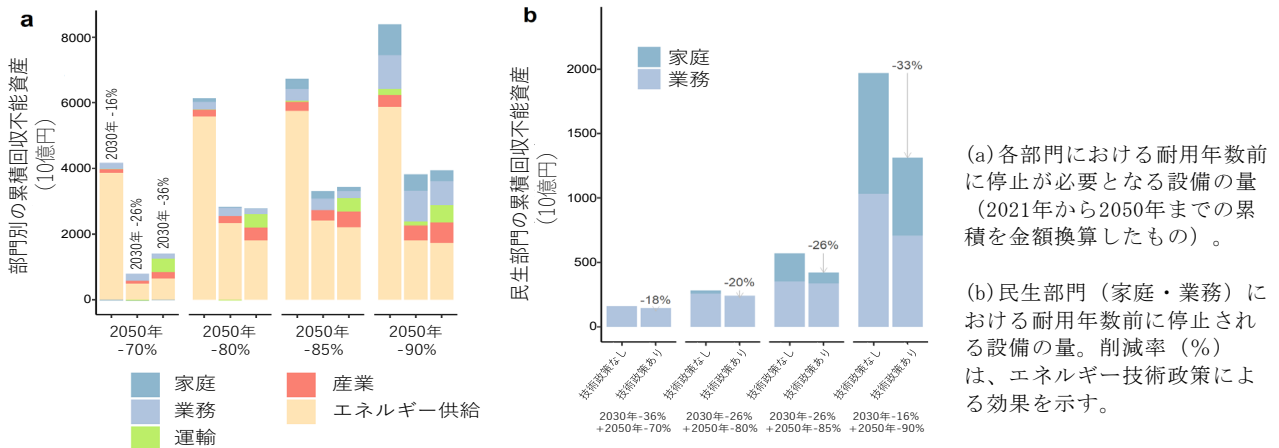 a
部門別の累積回収不能資産
(10億円)
8000
6000
4000
2000
0
2030年 -16%
2030年 -26%
2030年 -36%
2050年
-70%
2050年
-80%
2050年
-85%
2050年
-90%
家庭
業務
運輸
産業
エネルギー供給
b
民生部門の累積回収不能資産
(10億円)
家庭
業務
2000
1500
1000
500
0
-18%
-20%
-26%
-33%
技術政策なし
技術政策あり
技術政策なし
技術政策あり
技術政策なし
技術政策あり
技術政策なし
技術政策あり
2030年-36%
+2050年-70%
2030年-26%
+2050年-80%
2030年-26%
+2050年-85%
2030年-16%
+2050年-90%
(a)各部門における耐用年数前
に停止が必要となる設備の量
（2021年から2050年までの累
積を金額換算したもの）。
(b)民生部門（家庭・業務）に
おける耐用年数前に停止され
る設備の量。削減率（%）
は、エネルギー技術政策によ
る効果を示す。